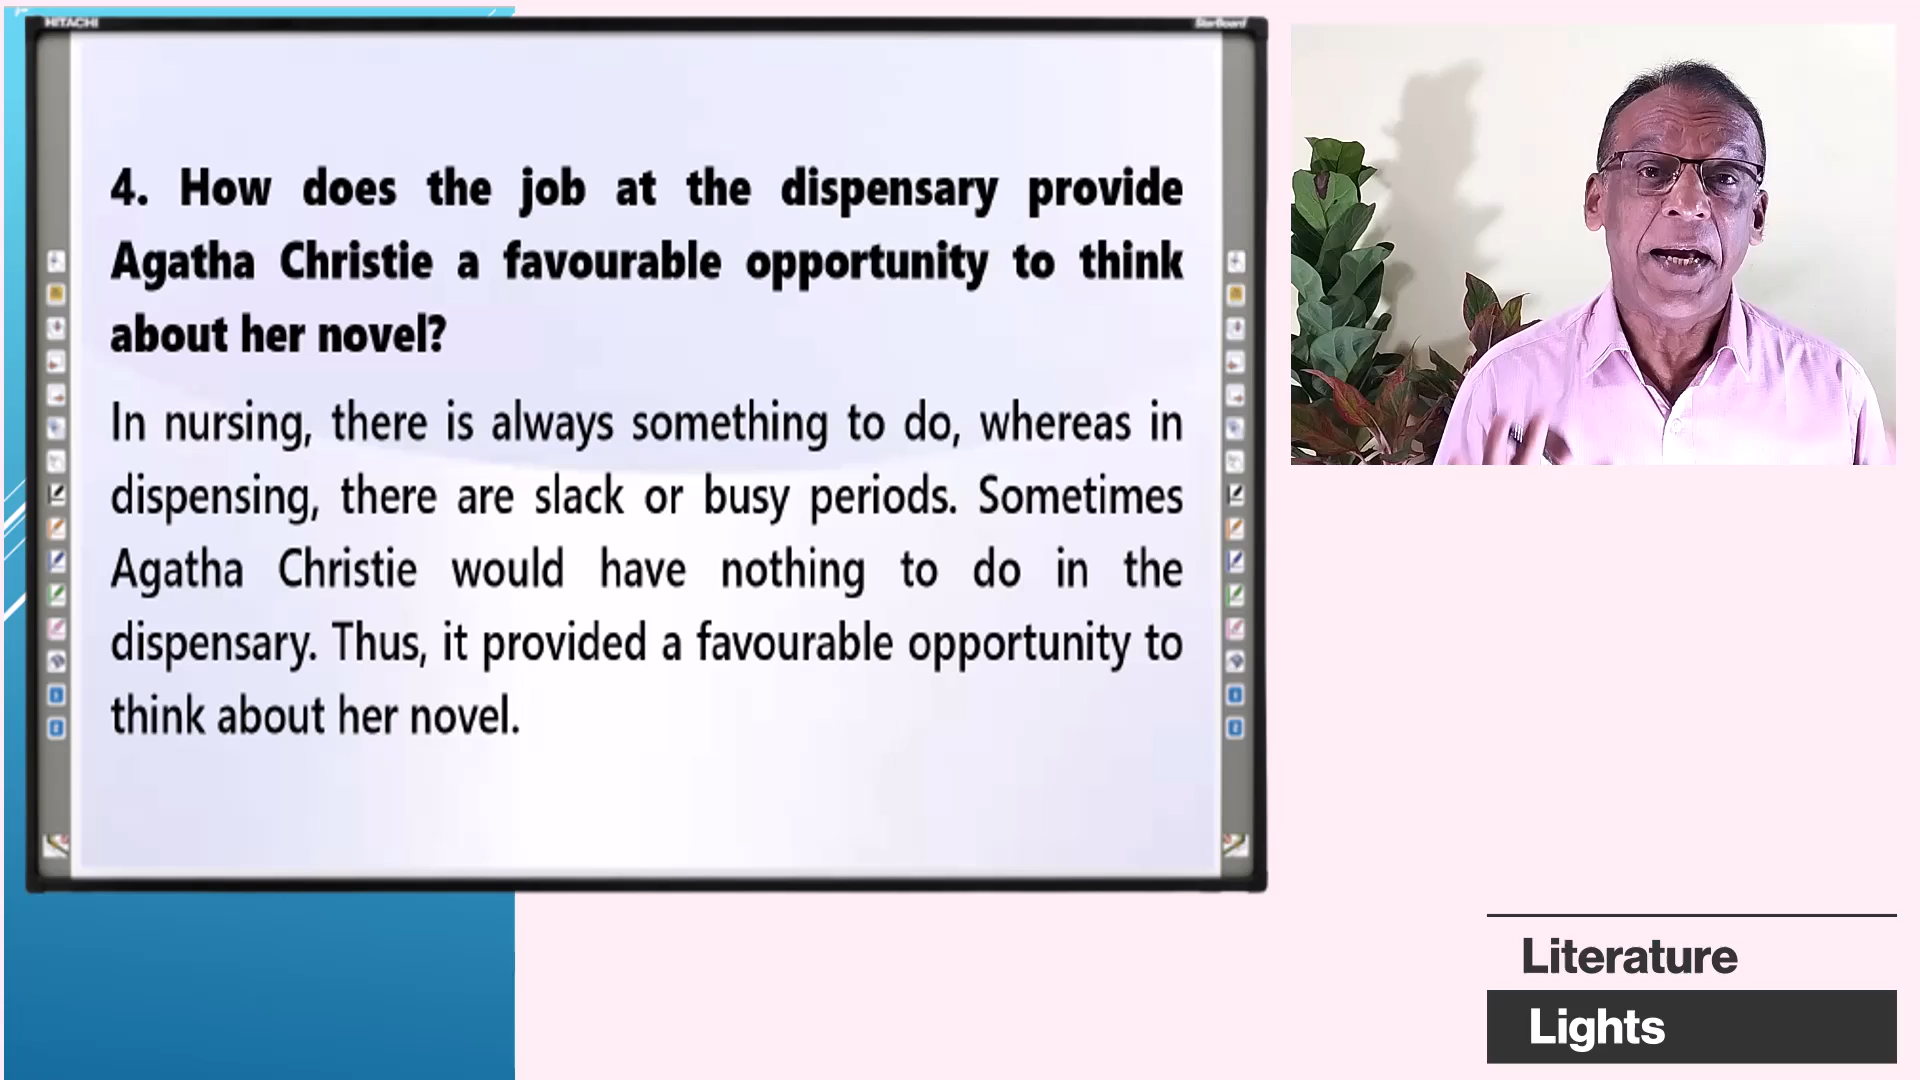 HITACHI
StarBoard
4. How does the job at the dispensary provide
Agatha Christie a favourable opportunity to think
about her novel?
In nursing, there is always something to do, whereas in
dispensing, there are slack or busy periods. Sometimes
Agatha Christie would have nothing to do in the
dispensary. Thus, it provided a favourable opportunity to
think about her novel.
Literature
Lights